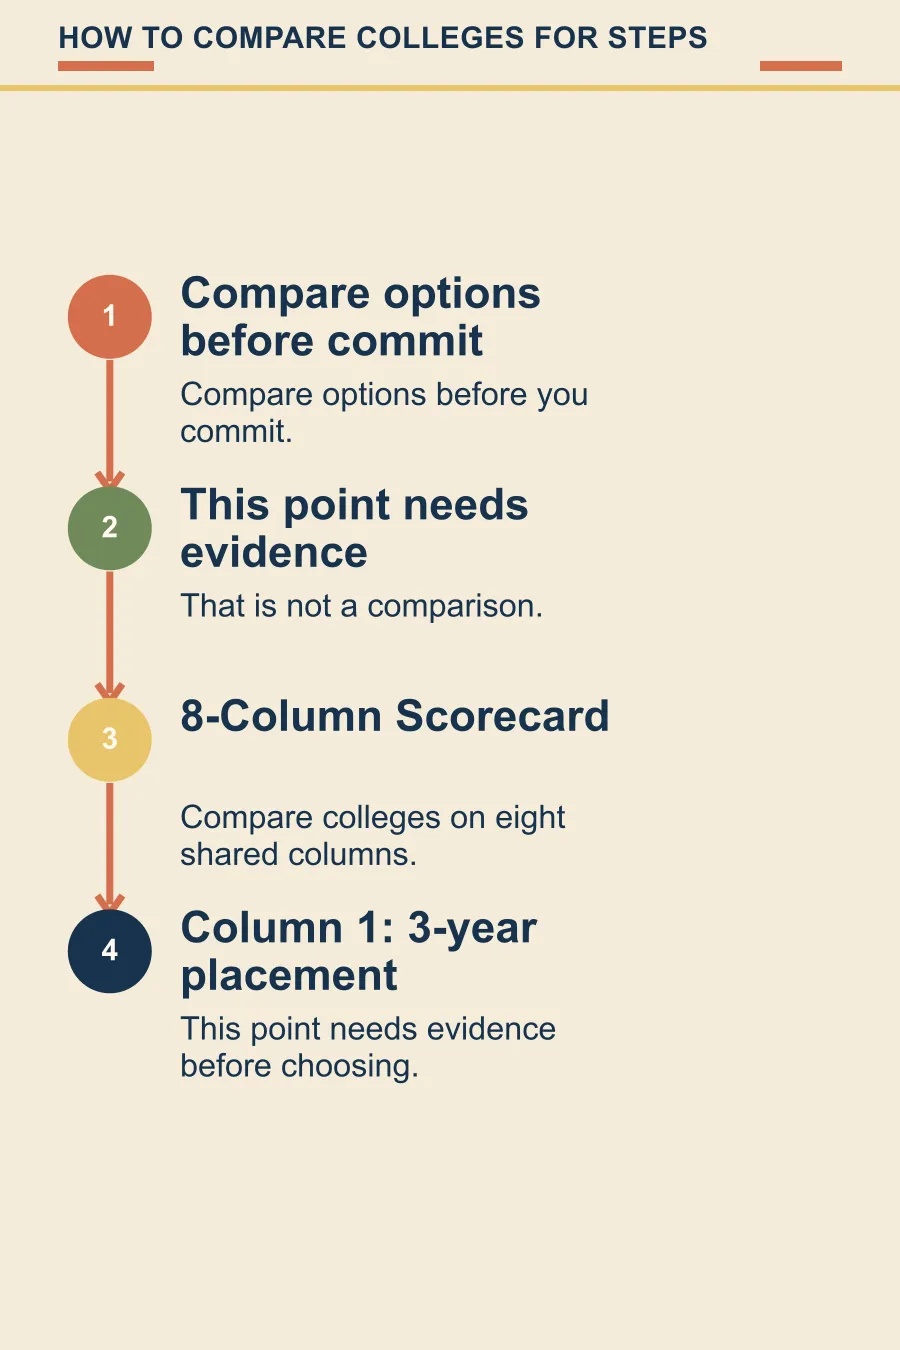 HOW TO COMPARE COLLEGES FOR STEPS
1
Compare options
before commit
Compare options before you
commit.
2
This point needs
evidence
That is not a comparison.
3
8-Column Scorecard
Compare colleges on eight
shared columns.
4
Column 1: 3-year
placement
This point needs evidence
before choosing.